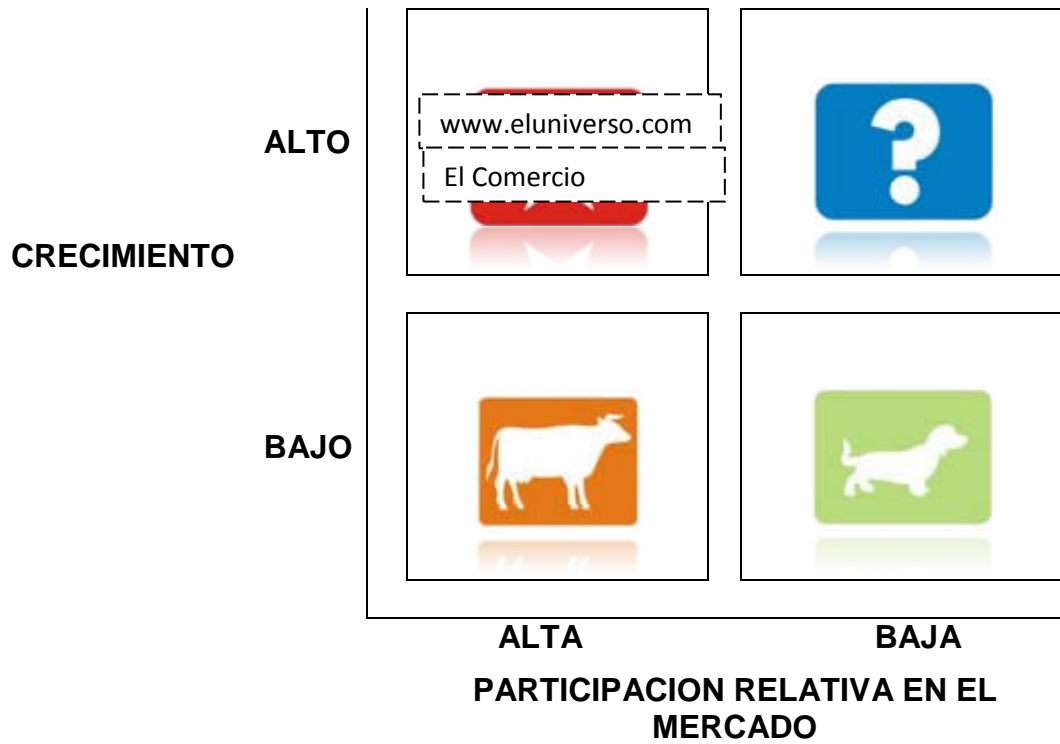 ALTO
www.eluniverso.com
El Comercio
?
CRECIMIENTO
BAJO
ALTA
BAJA
PARTICIPACION RELATIVA EN EL
MERCADO